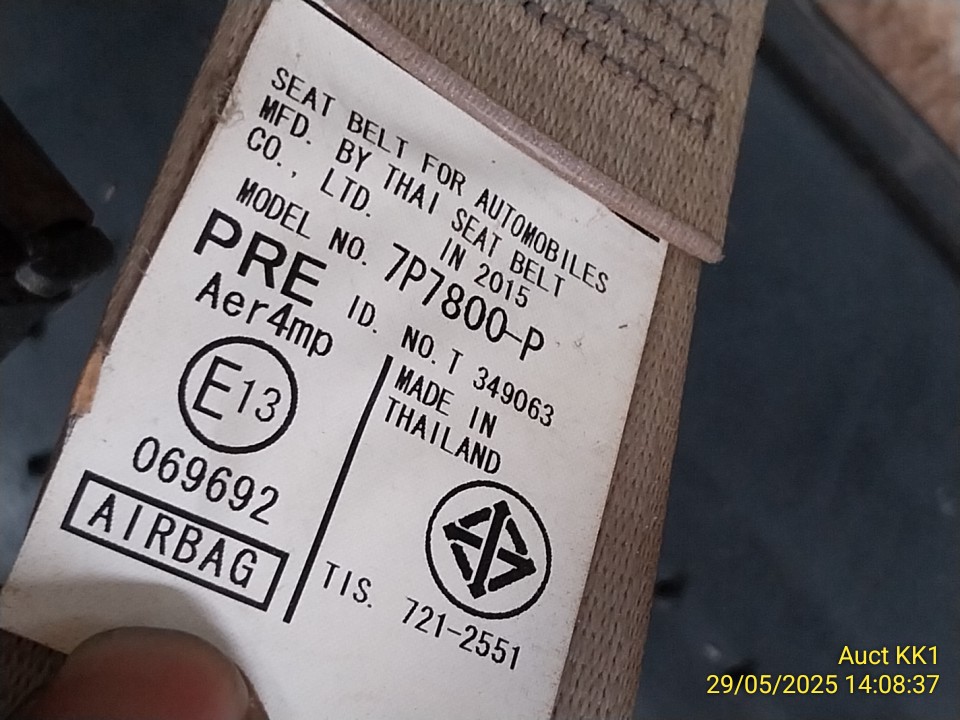 SEAT BELT FOR AUTOMOBILES
MFD. BY THAI SEAT BELT
CO., LTD. IN 2015
MODEL NO. 7P7800-P
PRE ID. NO. T 349063
Aer4mp
MADE IN
THAILAND
E13
069692
AIRBAG
TIS. 721-2551
Auct KK1
29/05/2025 14:08:37